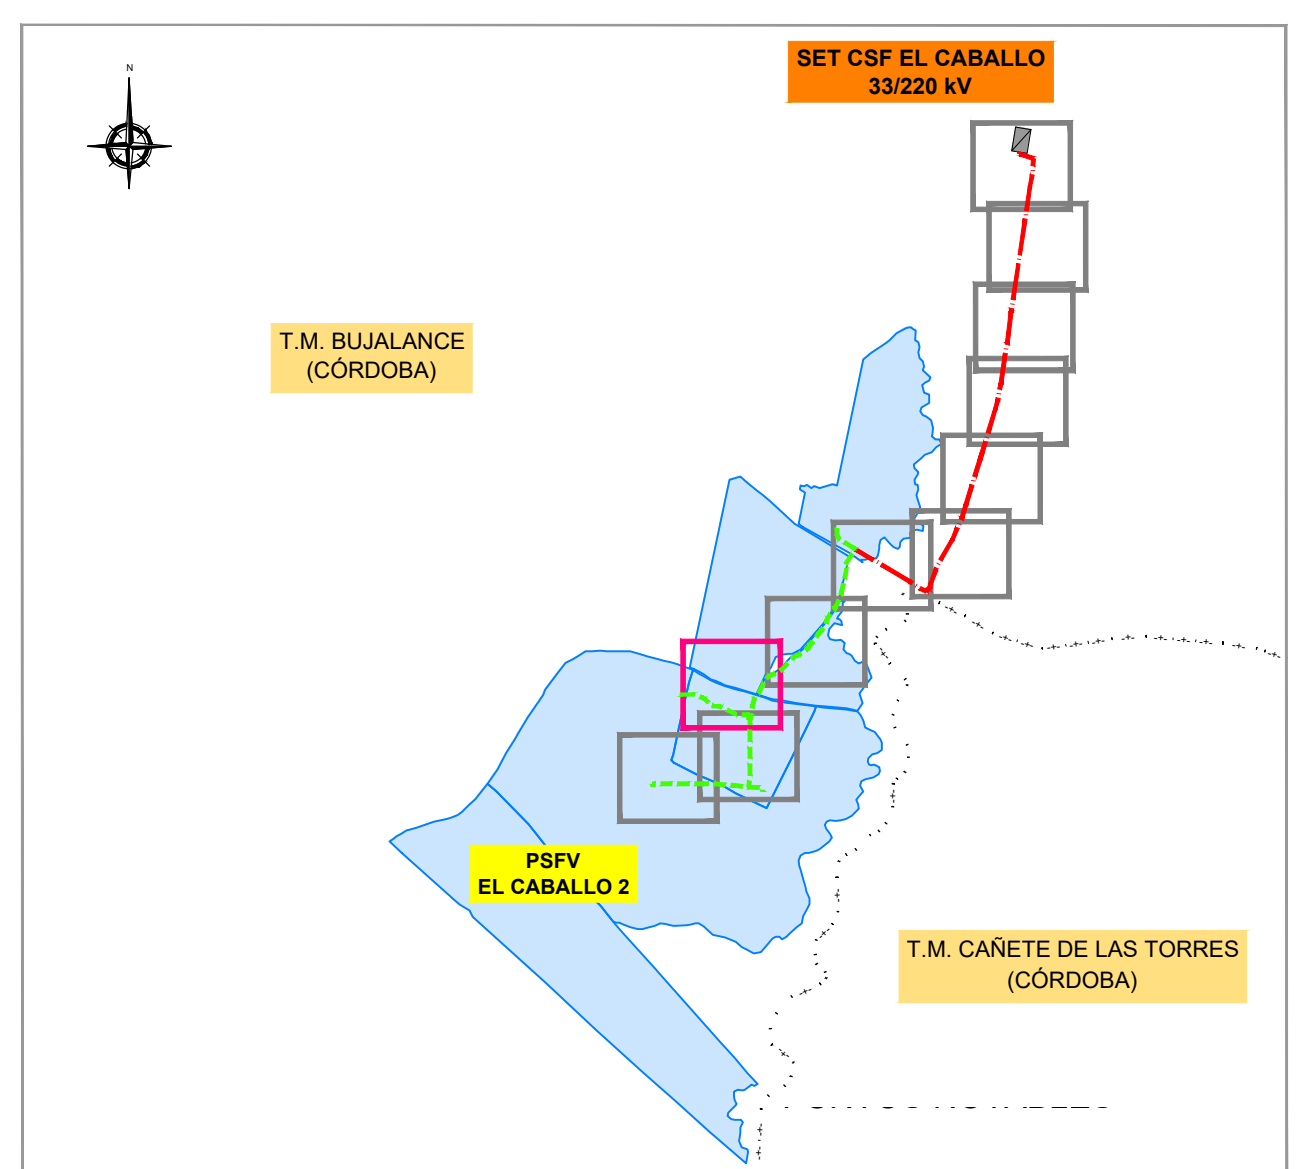 SET CSF EL CABALLO
33/220 kV
N
T.M. BUJALANCE
(CÓRDOBA)
PSFV
EL CABALLO 2
T.M. CAÑETE DE LAS TORRES
(CÓRDOBA)